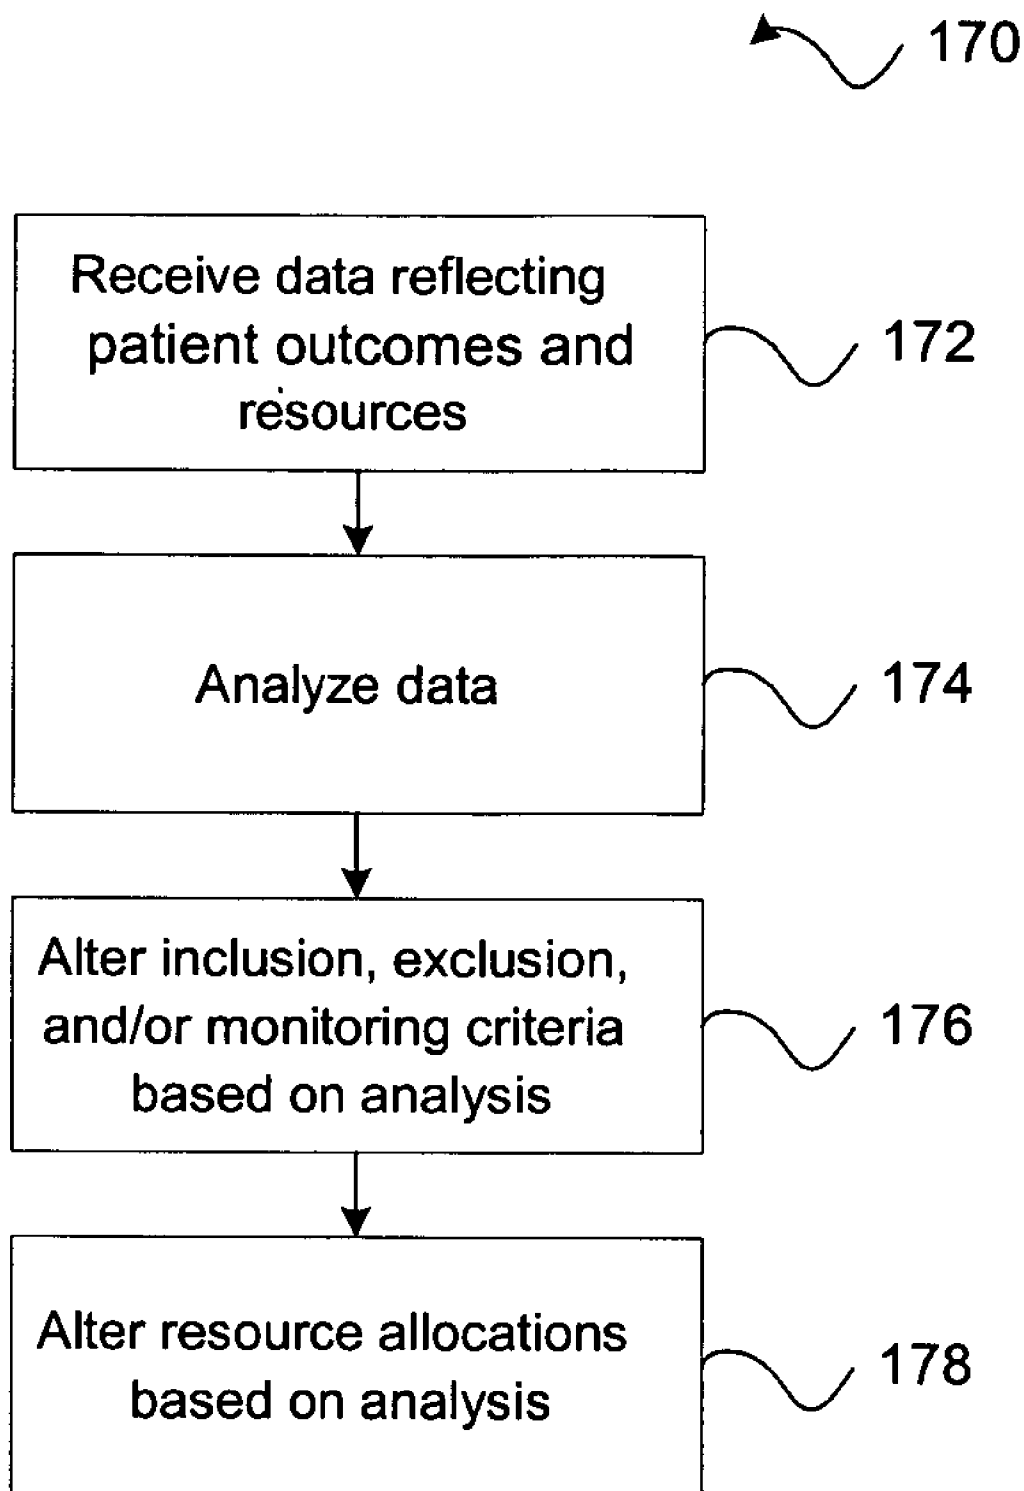 170
Receive data reflecting
patient outcomes and
resources
172
Analyze data
174
Alter inclusion, exclusion,
and/or monitoring criteria
based on analysis
176
Alter resource allocations
based on analysis
178